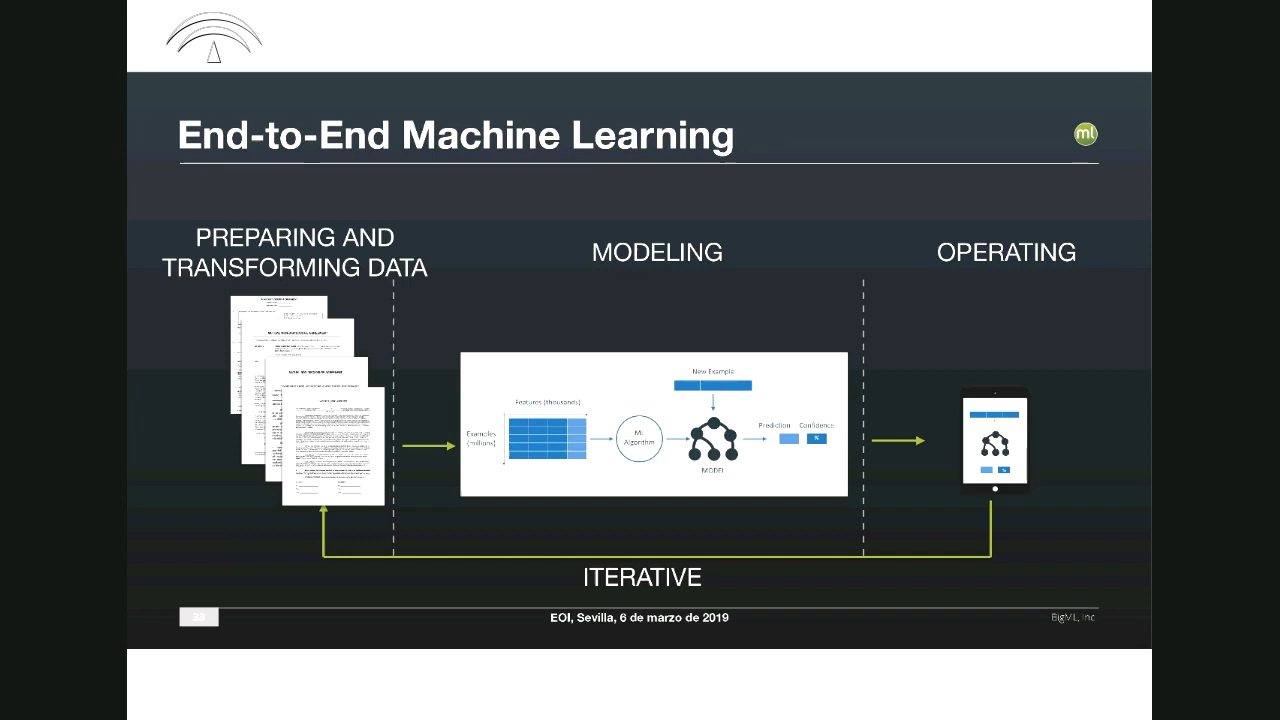 End-to-End Machine Learning
ml
PREPARING AND
TRANSFORMING DATA
MODELING
OPERATING
New Example
Features (thousands)
Examples
(millions)
ML
Algorithm
Prediction
Confidence
%
MODEL
%
ITERATIVE
33
EOI, Sevilla, 6 de marzo de 2019
BigML, Inc